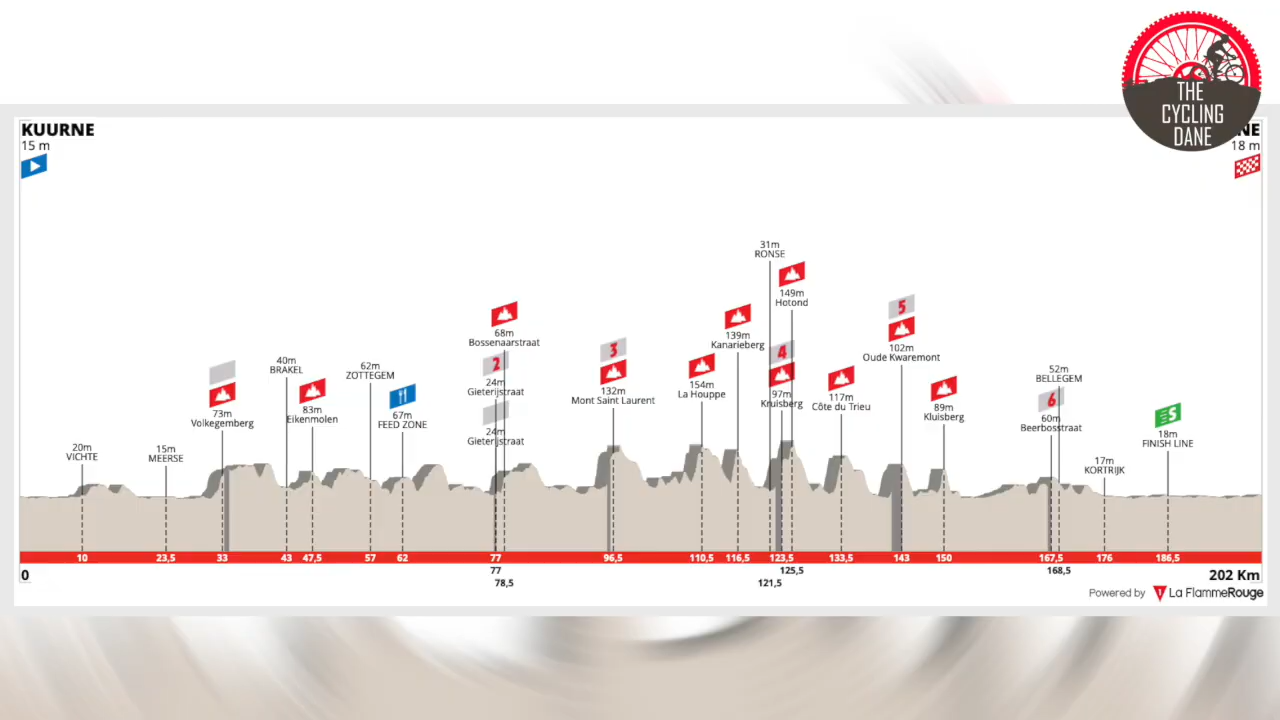 THE
CYCLING
DANE
KUURNE
15 m
NE
18 m
31m
RONSE
149m
Hotond
68m
Bossenaarstraat
139m
Kanarieberg
5
102m
Oude Kwaremont
3
132m
Mont Saint Laurent
4
97m
Kruisberg
154m
La Houppe
2
24m
Gieterijstraat
24m
Gieterijstraat
40m
BRAKEL
62m
ZOTTEGEM
52m
BELLEGEM
73m
Volkegemberg
83m
Eikenmolen
67m
FEED ZONE
117m
Côte du Trieu
89m
Kluisberg
6
60m
Beerbosstraat
S
18m
FINISH LINE
20m
VICHTE
15m
MEERSE
17m
KORTRIJK
10 23,5 33 43 47,5 57 62 77 96,5 110,5 116,5 123,5 133,5 143 150 167,5 176 186,5
77 125,5 168,5
78,5 121,5
0 202 Km
Powered by 1 La FlammeRouge